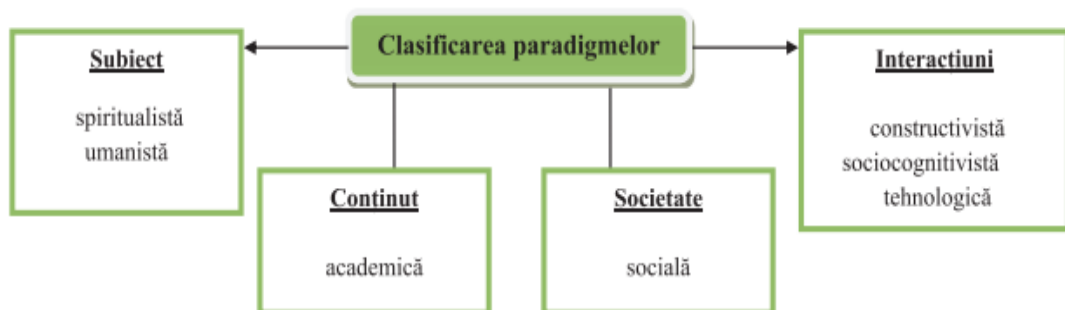 Clasificarea paradigmelor
Subiect
spiritualistă
umanistă
Conținut
academică
Societate
socială
Interacțiuni
constructivistă
sociocognitivistă
tehnologică